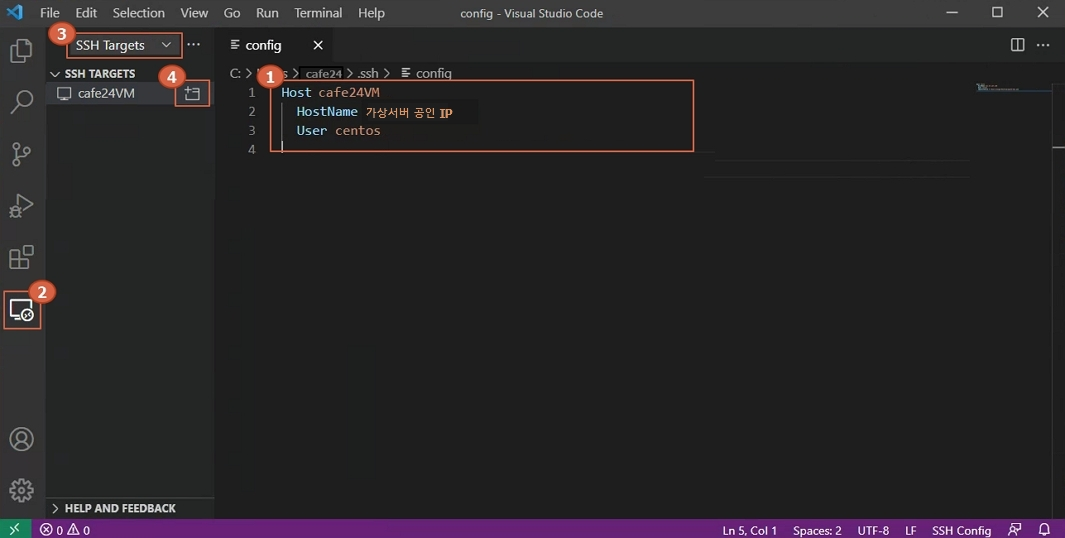 File Edit Selection View Go Run Terminal Help
config - Visual Studio Code
3
SSH Targets
config
SSH TARGETS
4
cafe24VM
C: > > cafe24 > .ssh > config
1
1 Host cafe24VM
2 HostName 가상서버 공인 IP
3 User centos
4
2
HELP AND FEEDBACK
0 0
Ln 5, Col 1 Spaces: 2 UTF-8 LF SSH Config